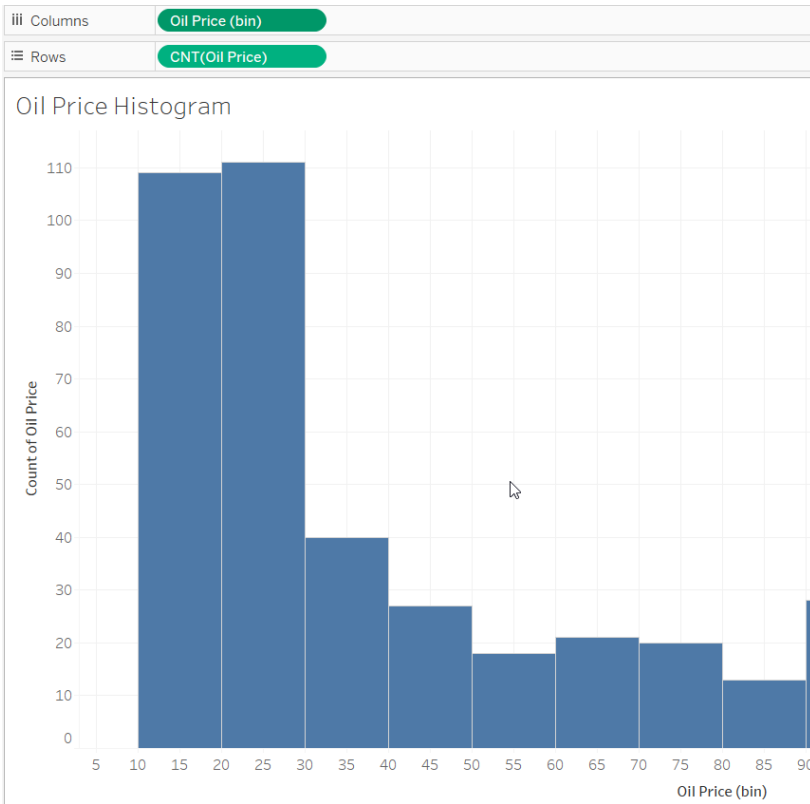 Columns
Oil Price (bin)
Rows
CNT(Oil Price)
Oil Price Histogram
110
100
90
80
70
60
50
40
30
20
10
0
Count of Oil Price
5 10 15 20 25 30 35 40 45 50 55 60 65 70 75 80 85 90
Oil Price (bin)